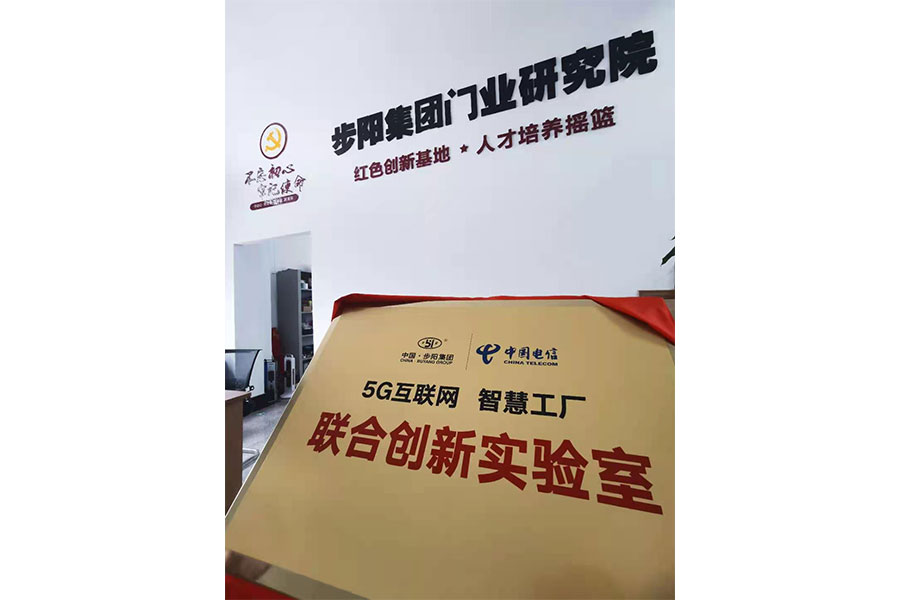 步阳集团门业研究院
红色创新基地 ★ 人才培养摇篮
不忘初心
牢记使命
51
中国·步阳集团
CHINA · BUYANG GROUP
中国电信
CHINA TELECOM
5G互联网 智慧工厂
联合创新实验室